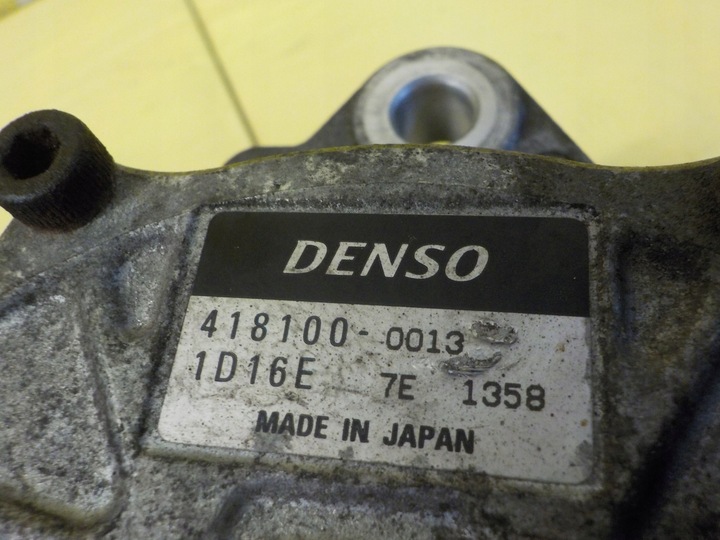 DENSO
418100-0013
1D16E 7E 1358
MADE IN JAPAN